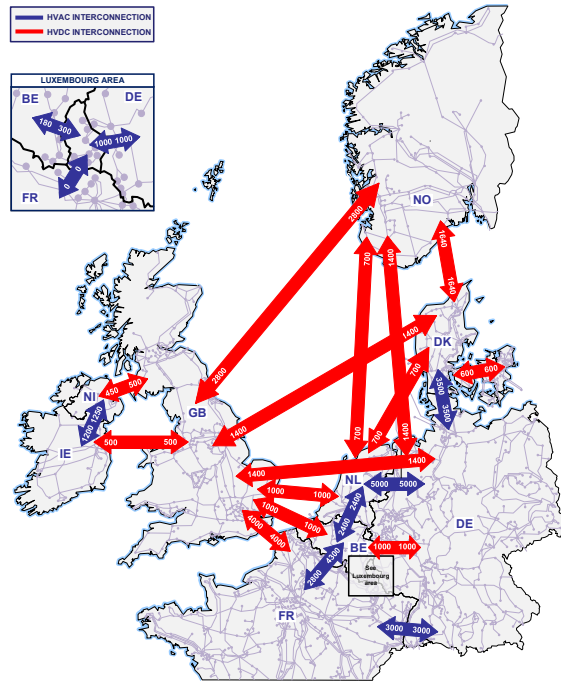 HVAC INTERCONNECTION
HVDC INTERCONNECTION
LUXEMBOURG AREA
BE
DE
180 300
1000 1000
0 0
FR
NO
2800
2800
700
1400
1640
1640
1400
DK
700
600 600
3500
3500
NI
450 500
GB
1200 1250
IE
500 500
1400
700
700
1400
1400
1400
NL
5000 5000
1000 1000
2400
2400
DE
4000
4000
1000
1000
BE
1000 1000
4300
2800
See
Luxembourg
area
FR
3000 3000